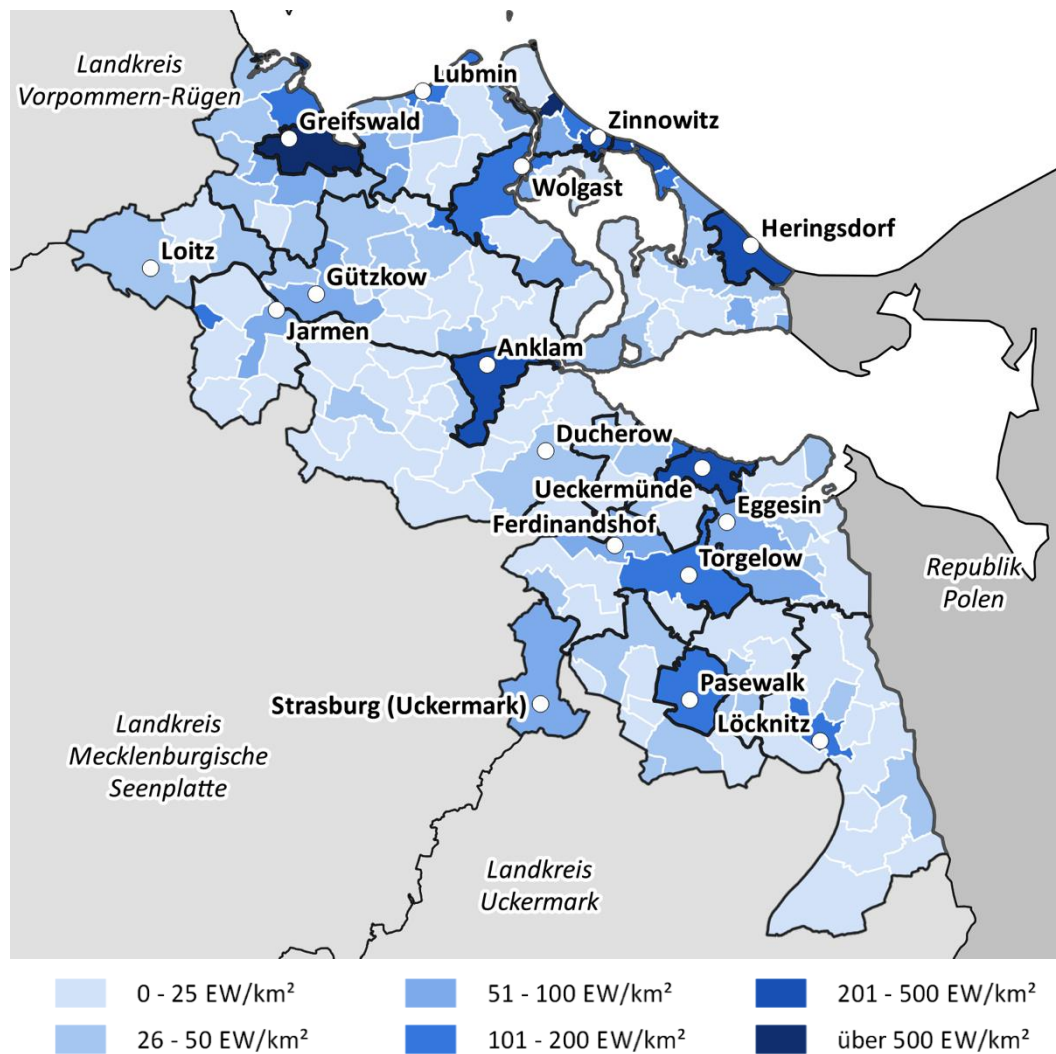 Landkreis
Vorpommern-Rügen
Lubmin
Greifswald
Zinnowitz
Wolgast
Heringsdorf
Loitz
Gützkow
Jarmen
Anklam
Ducherow
Ueckermünde
Eggesin
Ferdinandshof
Torgelow
Republik
Polen
Strasburg (Uckermark)
Pasewalk
Löcknitz
Landkreis
Mecklenburgische
Seenplatte
Landkreis
Uckermark
0 - 25 EW/km²
51 - 100 EW/km²
201 - 500 EW/km²
26 - 50 EW/km²
101 - 200 EW/km²
über 500 EW/km²